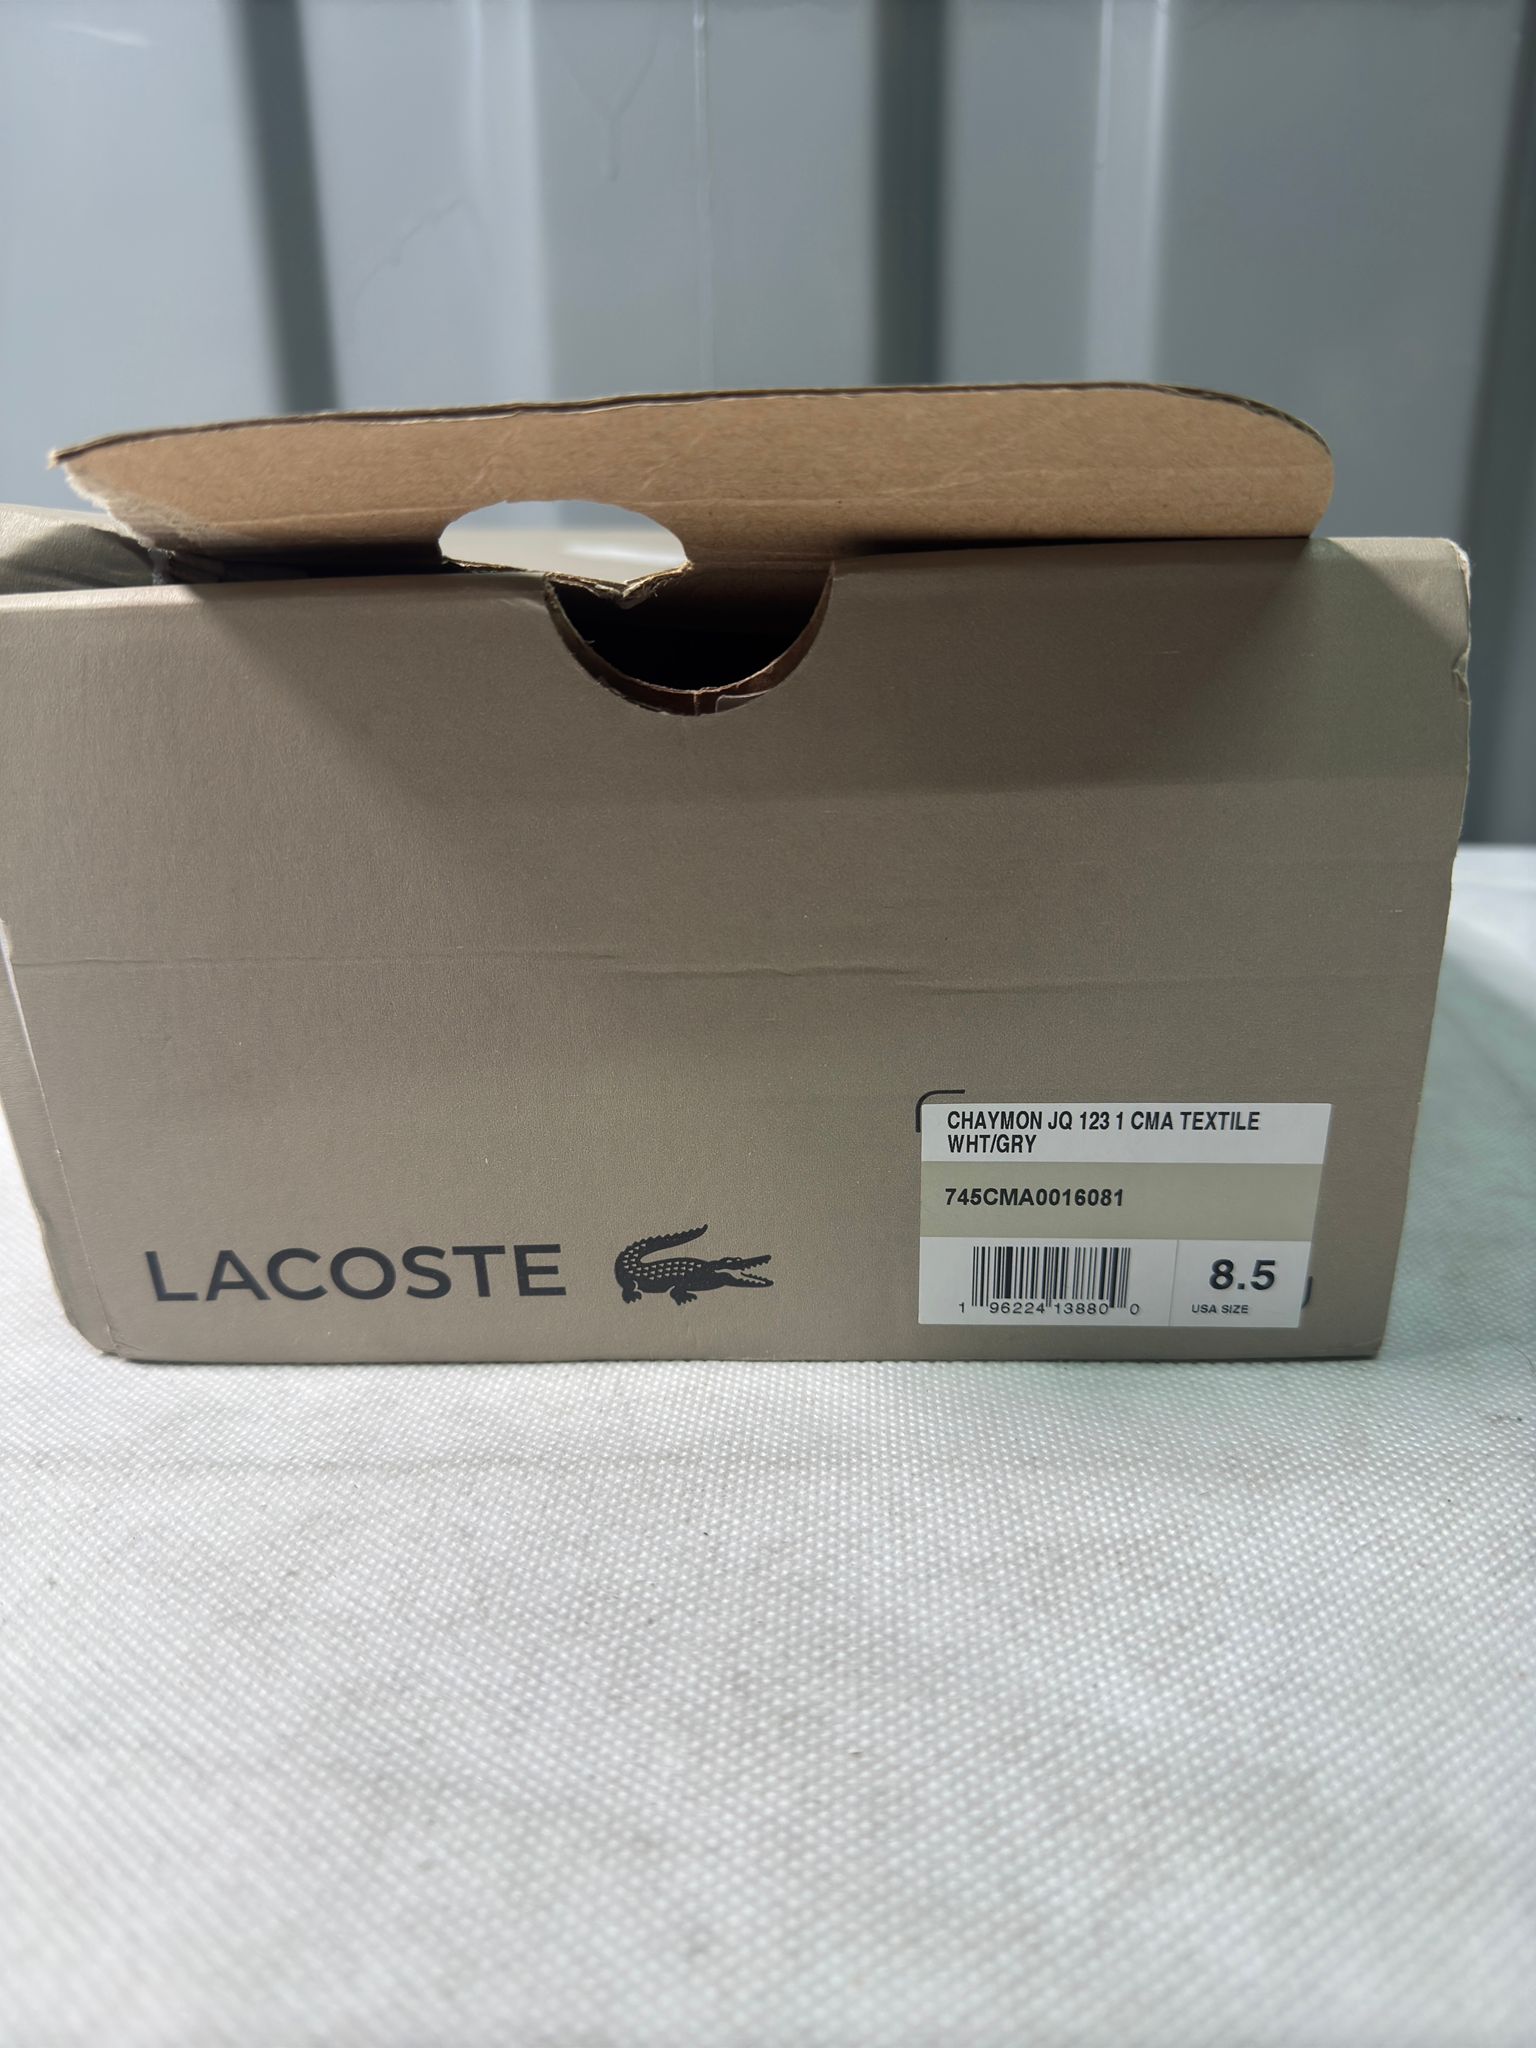 CHAYMON JQ 123 1 CMA TEXTILE
WHT/GRY
745CMA0016081
LACOSTE
8.5
1 96224 13880 0
USA SIZE